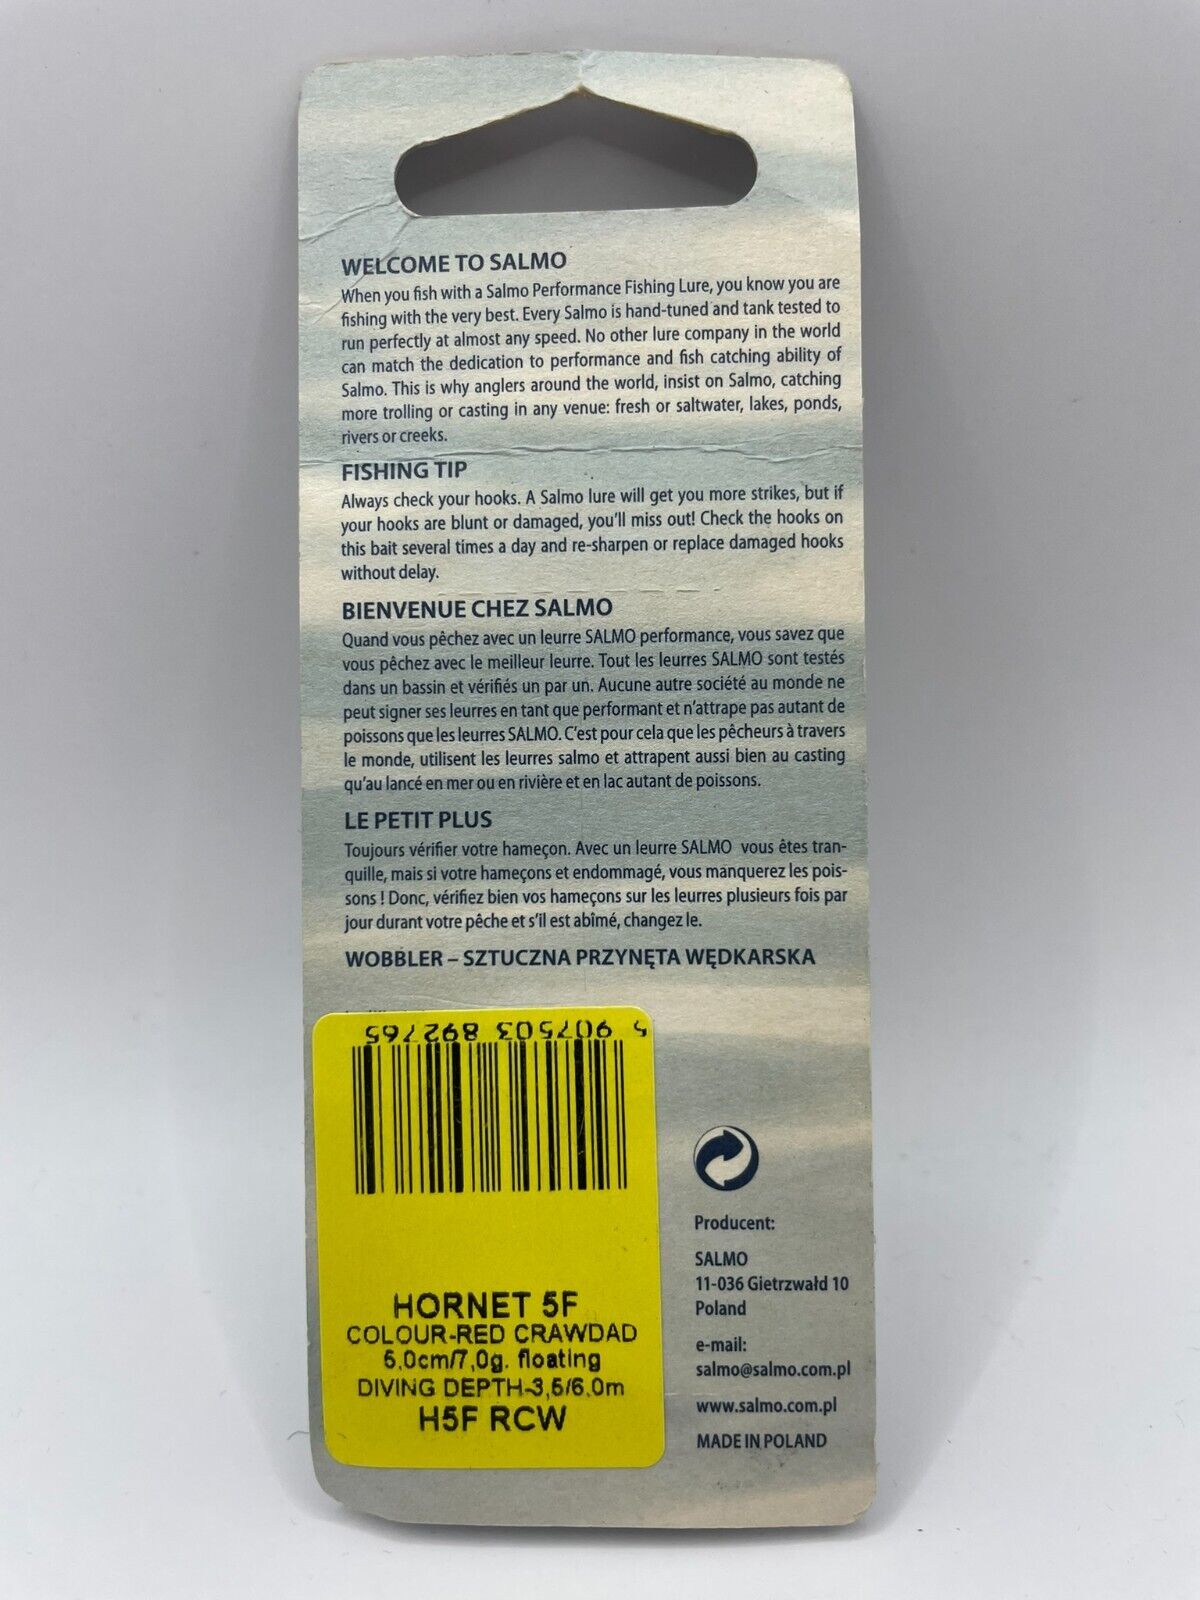 WELCOME TO SALMO
When you fish with a Salmo Performance Fishing Lure, you know you are
fishing with the very best. Every Salmo is hand-tuned and tank tested to
run perfectly at almost any speed. No other lure company in the world
can match the dedication to performance and fish catching ability of
Salmo. This is why anglers around the world, insist on Salmo, catching
more trolling or casting in any venue: fresh or saltwater, lakes, ponds,
rivers or creeks.
FISHING TIP
Always check your hooks. A Salmo lure will get you more strikes, but if
your hooks are blunt or damaged, you'll miss out! Check the hooks on
this bait several times a day and re-sharpen or replace damaged hooks
without delay.
BIENVENUE CHEZ SALMO
Quand vous pêchez avec un leurre SALMO performance, vous savez que
vous pêchez avec le meilleur leurre. Tout les leurres SALMO sont testés
dans un bassin et vérifiés un par un. Aucune autre société au monde ne
peut signer ses leurres en tant que performant et n'attrape pas autant de
poissons que les leurres SALMO. C'est pour cela que les pêcheurs à travers
le monde, utilisent les leurres salmo et attrapent aussi bien au casting
qu'au lancé en mer ou en rivière et en lac autant de poissons.
LE PETIT PLUS
Toujours vérifier votre hameçon. Avec un leurre SALMO vous êtes tran-
quille, mais si votre hameçons et endommagé, vous manquerez les pois-
sons ! Donc, vérifiez bien vos hameçons sur les leurres plusieurs fois par
jour durant votre pêche et s'il est abîmé, changez le.
WOBBLER – SZTUCZNA PRZYNĘTA WĘDKARSKA
5 907503 892765
HORNET 5F
COLOUR-RED CRAWDAD
5,0cm/7,0g. floating
DIVING DEPTH-3,5/6,0m
H5F RCW
Producent:
SALMO
11-036 Gietrzwałd 10
Poland
e-mail:
salmo@salmo.com.pl
www.salmo.com.pl
MADE IN POLAND